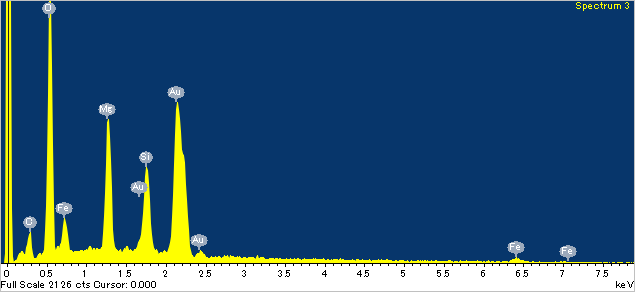 Spectrum 3
O
Mg
Au
Si
Au
Fe
Au
Fe
Fe
0 0.5 1 1.5 2 2.5 3 3.5 4 4.5 5 5.5 6 6.5 7 7.5
Full Scale 2126 cts Cursor: 0.000 keV